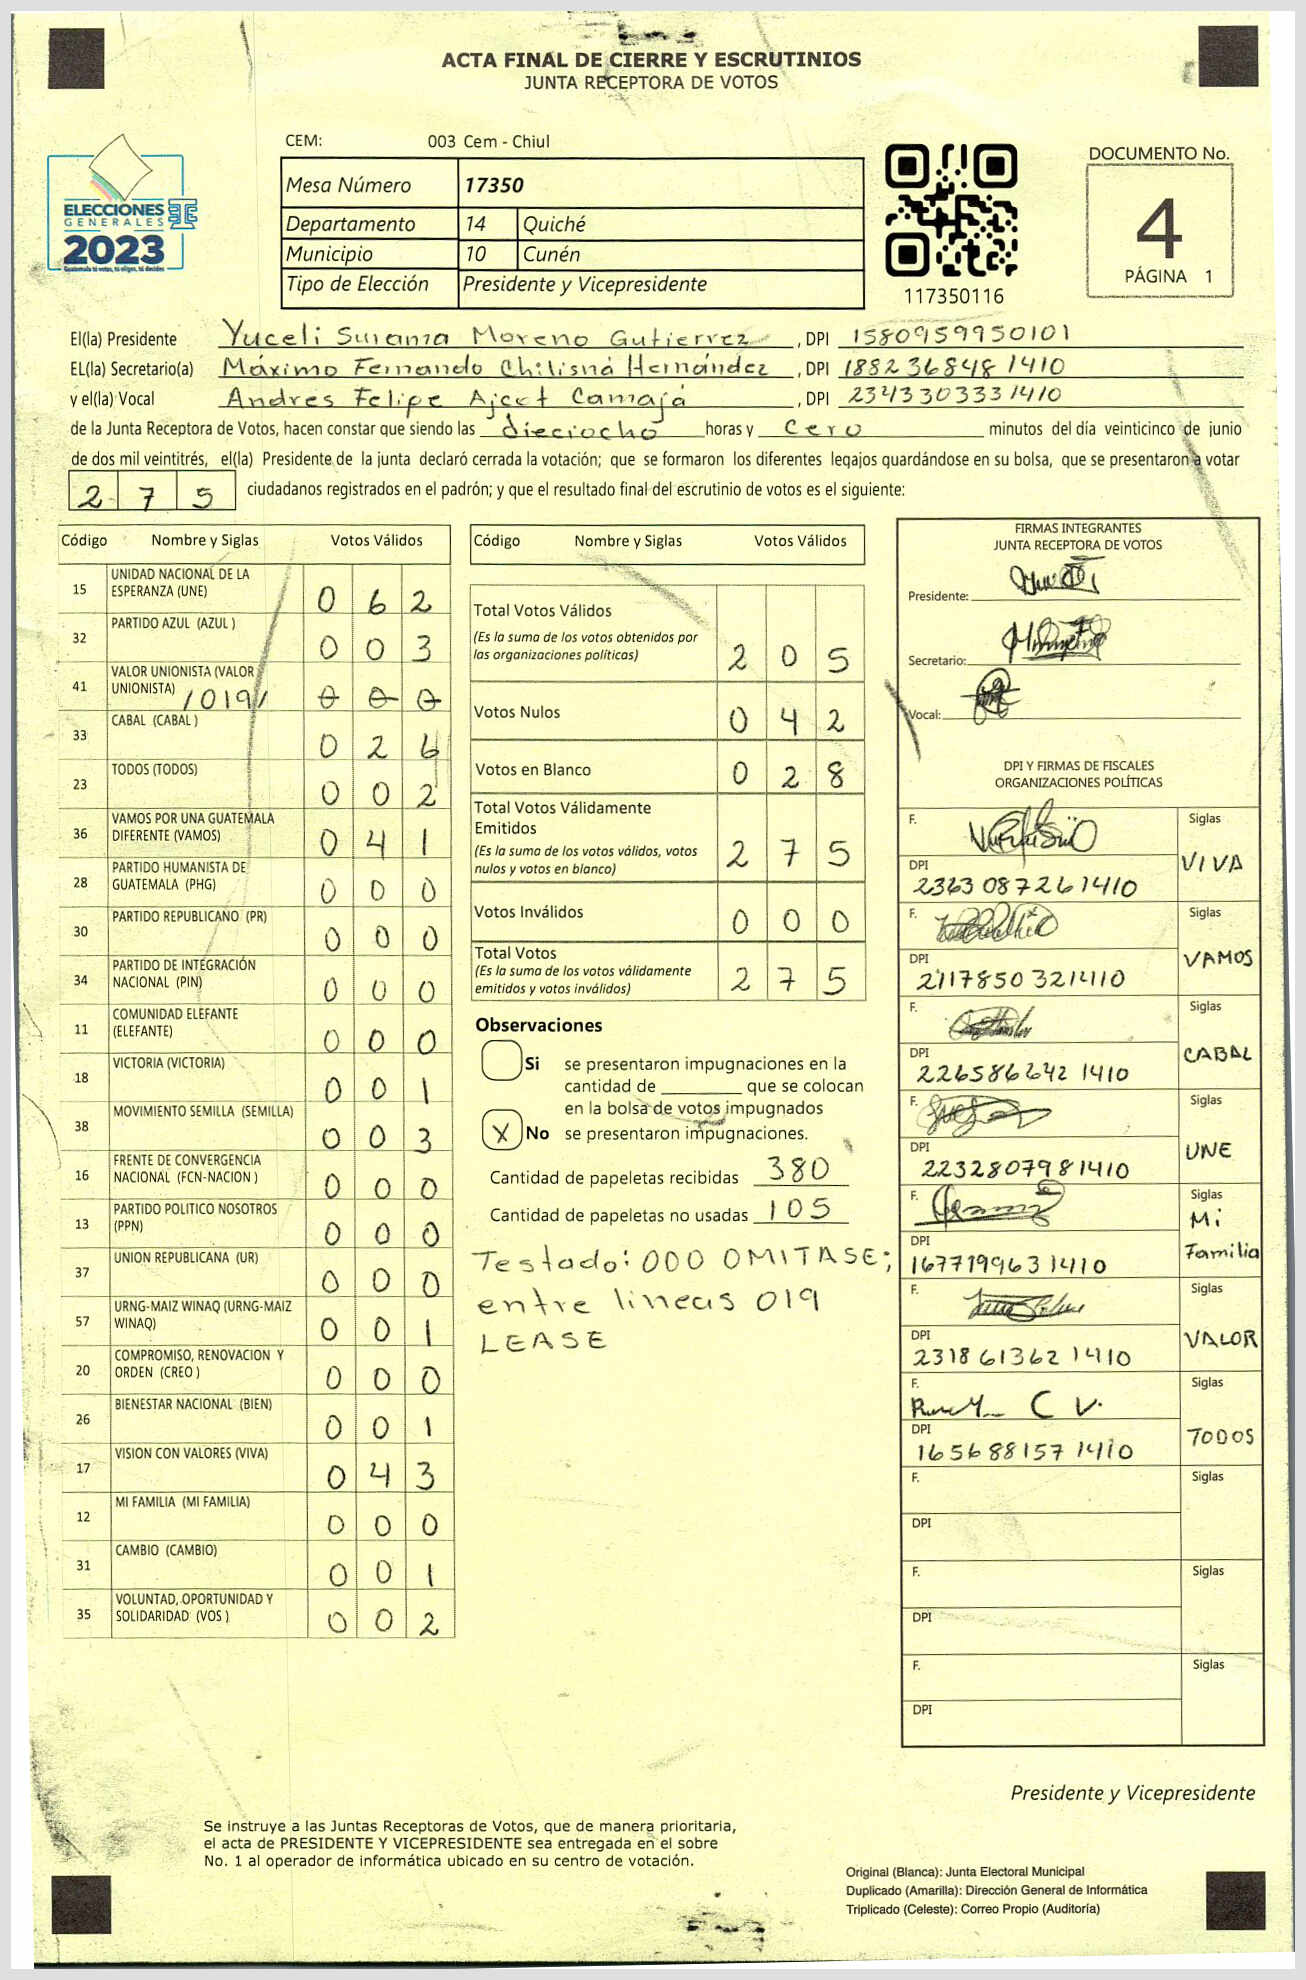 ACTA FINAL DE CIERRE Y ESCRUTINIOS
JUNTA RECEPTORA DE VOTOS
CEM: 003 Cem - Chiul
Mesa Número 17350
Departamento 14 Quiché
Municipio 10 Cunén
Tipo de Elección Presidente y Vicepresidente
ELECCIONES
GENERALES
2023
Guatemala tú votas, tú eliges, tú decides
117350116
DOCUMENTO No.
4
PÁGINA 1
El(la) Presidente Yuceli Moreno Gutierrez, DPI 1580959950101
EL(la) Secretario(a) Máximo Fernando Hernández, DPI 1882368481410
y el(la) Vocal Andres Felipe Ajcot Camajá, DPI 2343303331410
de la Junta Receptora de Votos, hacen constar que siendo las dieciocho horas y cero minutos del día veinticinco de junio
de dos mil veintitrés, el(la) Presidente de la junta declaró cerrada la votación; que se formaron los diferentes legajos guardándose en su bolsa, que se presentaron a votar
275 ciudadanos registrados en el padrón; y que el resultado final del escrutinio de votos es el siguiente:
Código Nombre y Siglas Votos Válidos
15 UNIDAD NACIONAL DE LA ESPERANZA (UNE) 0 6 2
32 PARTIDO AZUL (AZUL ) 0 0 3
41 VALOR UNIONISTA (VALOR UNIONISTA) /019/ 0 0 0
33 CABAL (CABAL ) 0 2 6
23 TODOS (TODOS) 0 0 2
36 VAMOS POR UNA GUATEMALA DIFERENTE (VAMOS) 0 4 1
28 PARTIDO HUMANISTA DE GUATEMALA (PHG) 0 0 0
30 PARTIDO REPUBLICANO (PR) 0 0 0
34 PARTIDO DE INTEGRACIÓN NACIONAL (PIN) 0 0 0
11 COMUNIDAD ELEFANTE (ELEFANTE) 0 0 0
18 VICTORIA (VICTORIA) 0 0 1
38 MOVIMIENTO SEMILLA (SEMILLA) 0 0 3
16 FRENTE DE CONVERGENCIA NACIONAL (FCN-NACION ) 0 0 0
13 PARTIDO POLITICO NOSOTROS (PPN) 0 0 0
37 UNION REPUBLICANA (UR) 0 0 0
57 URNG-MAIZ WINAQ (URNG-MAIZ WINAQ) 0 0 1
20 COMPROMISO, RENOVACION Y ORDEN (CREO ) 0 0 0
26 BIENESTAR NACIONAL (BIEN) 0 0 1
17 VISION CON VALORES (VIVA) 0 4 3
12 MI FAMILIA (MI FAMILIA) 0 0 0
31 CAMBIO (CAMBIO) 0 0 1
35 VOLUNTAD, OPORTUNIDAD Y SOLIDARIDAD (VOS ) 0 0 2
Código Nombre y Siglas Votos Válidos
Total Votos Válidos 2 0 5
(Es la suma de los votos obtenidos por
las organizaciones políticas)
Votos Nulos 0 4 2
Votos en Blanco 0 2 8
Total Votos Válidamente
Emitidos 2 7 5
(Es la suma de los votos válidos, votos
nulos y votos en blanco)
Votos Inválidos 0 0 0
Total Votos 2 7 5
(Es la suma de los votos válidamente
emitidos y votos inválidos)
Observaciones
Si se presentaron impugnaciones en la
cantidad de ________ que se colocan
en la bolsa de votos impugnados
X No se presentaron impugnaciones.
Cantidad de papeletas recibidas 380
Cantidad de papeletas no usadas 105
Testado: 000 OMITASE;
entre lineas 019
LEASE
FIRMAS INTEGRANTES
JUNTA RECEPTORA DE VOTOS
Presidente:
Secretario:
Vocal:
DPI Y FIRMAS DE FISCALES
ORGANIZACIONES POLÍTICAS
F. Siglas
DPI VIVA
2363087261410
F. Siglas
DPI VAMOS
2117850321410
F. Siglas
DPI CABAL
2265866421410
F. Siglas
DPI UNE
2232807981410
F. Siglas
DPI Mi Familia
1677199631410
F. Siglas
DPI VALOR
2318613621410
F. C V. Siglas
DPI TODOS
1656881571410
F. Siglas
DPI
F. Siglas
DPI
F. Siglas
DPI
Presidente y Vicepresidente
Se instruye a las Juntas Receptoras de Votos, que de manera prioritaria,
el acta de PRESIDENTE Y VICEPRESIDENTE sea entregada en el sobre
No. 1 al operador de informática ubicado en su centro de votación.
Original (Blanca): Junta Electoral Municipal
Duplicado (Amarilla): Dirección General de Informática
Triplicado (Celeste): Correo Propio (Auditoría)